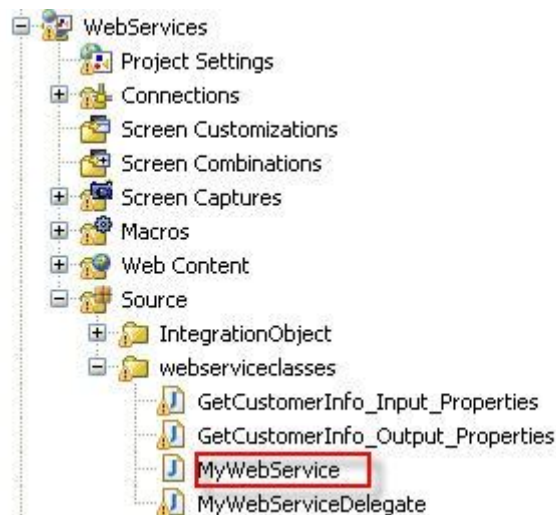 WebServices
Project Settings
Connections
Screen Customizations
Screen Combinations
Screen Captures
Macros
Web Content
Source
IntegrationObject
webserviceclasses
GetCustomerInfo_Input_Properties
GetCustomerInfo_Output_Properties
MyWebService
MyWebServiceDelegate